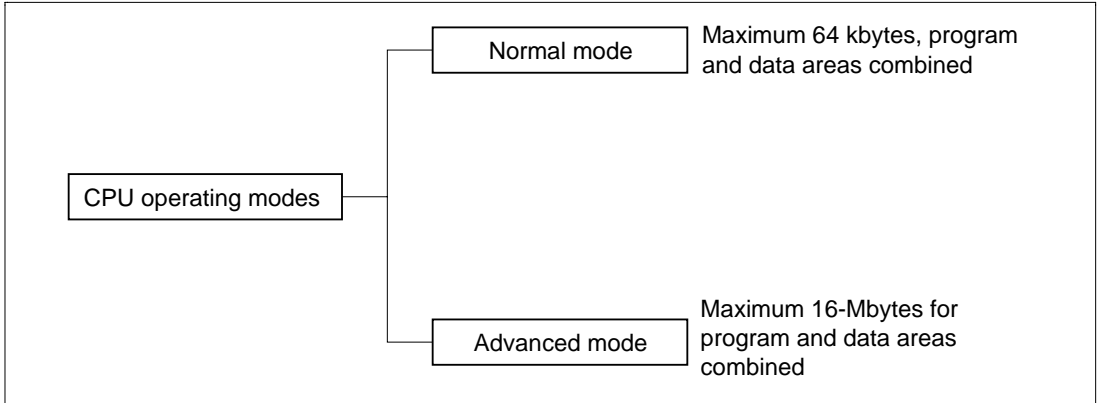 Normal mode
Maximum 64 kbytes, program
and data areas combined
CPU operating modes
Advanced mode
Maximum 16-Mbytes for
program and data areas
combined